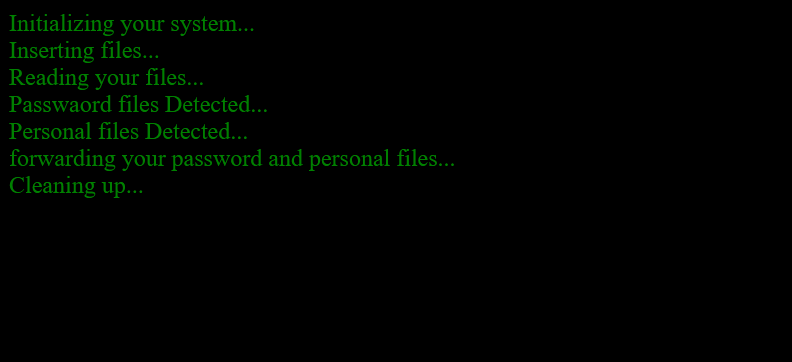 Initializing your system...
Inserting files...
Reading your files...
Passwaord files Detected...
Personal files Detected...
forwarding your password and personal files...
Cleaning up...